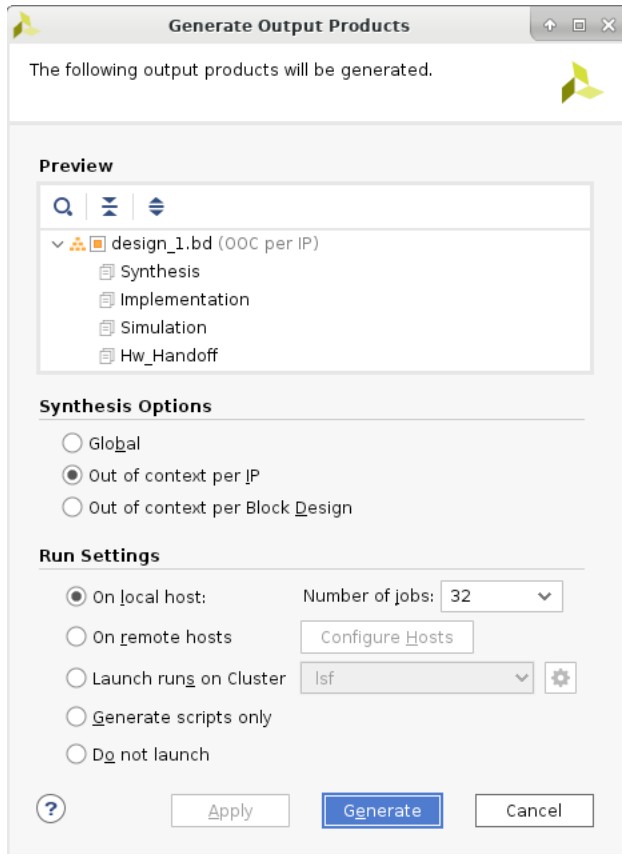 Generate Output Products
The following output products will be generated.
Preview
design_1.bd (OOC per IP)
Synthesis
Implementation
Simulation
Hw_Handoff
Synthesis Options
Global
Out of context per IP
Out of context per Block Design
Run Settings
On local host: Number of jobs: 32
On remote hosts Configure Hosts
Launch runs on Cluster lsf
Generate scripts only
Do not launch
? Apply Generate Cancel